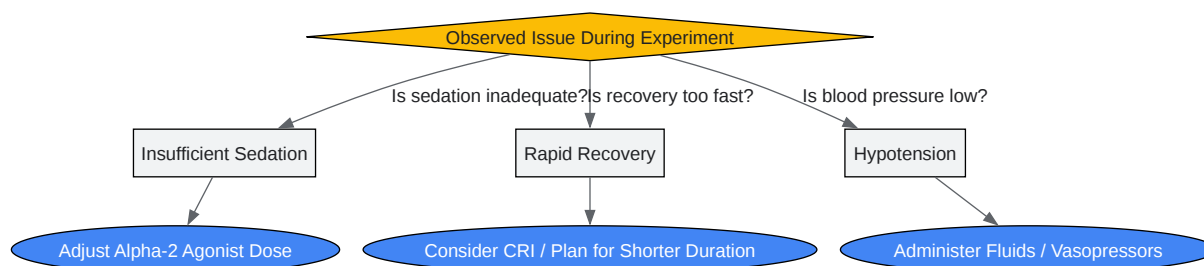 Observed Issue During Experiment
Is sedation inadequate?
Is recovery too fast?
Is blood pressure low?
Insufficient Sedation
Rapid Recovery
Hypotension
Adjust Alpha-2 Agonist Dose
Consider CRI / Plan for Shorter Duration
Administer Fluids / Vasopressors